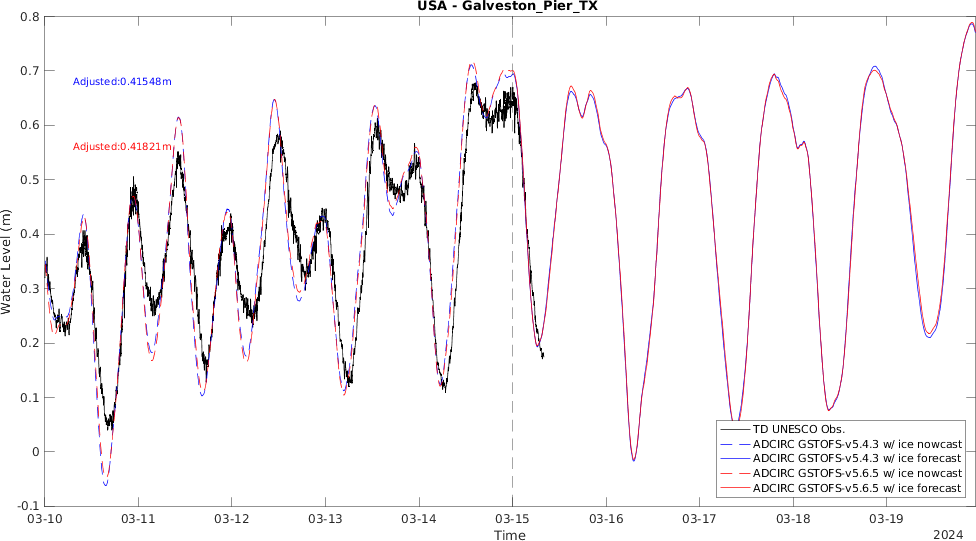 USA - Galveston_Pier_TX
0.8
0.7
0.6
0.5
0.4
0.3
0.2
0.1
0
-0.1
Water Level (m)
Adjusted:0.41548m
Adjusted:0.41821m
TD UNESCO Obs.
ADCIRC GSTOFS-v5.4.3 w/ ice nowcast
ADCIRC GSTOFS-v5.4.3 w/ ice forecast
ADCIRC GSTOFS-v5.6.5 w/ ice nowcast
ADCIRC GSTOFS-v5.6.5 w/ ice forecast
03-10 03-11 03-12 03-13 03-14 03-15 03-16 03-17 03-18 03-19
Time
2024